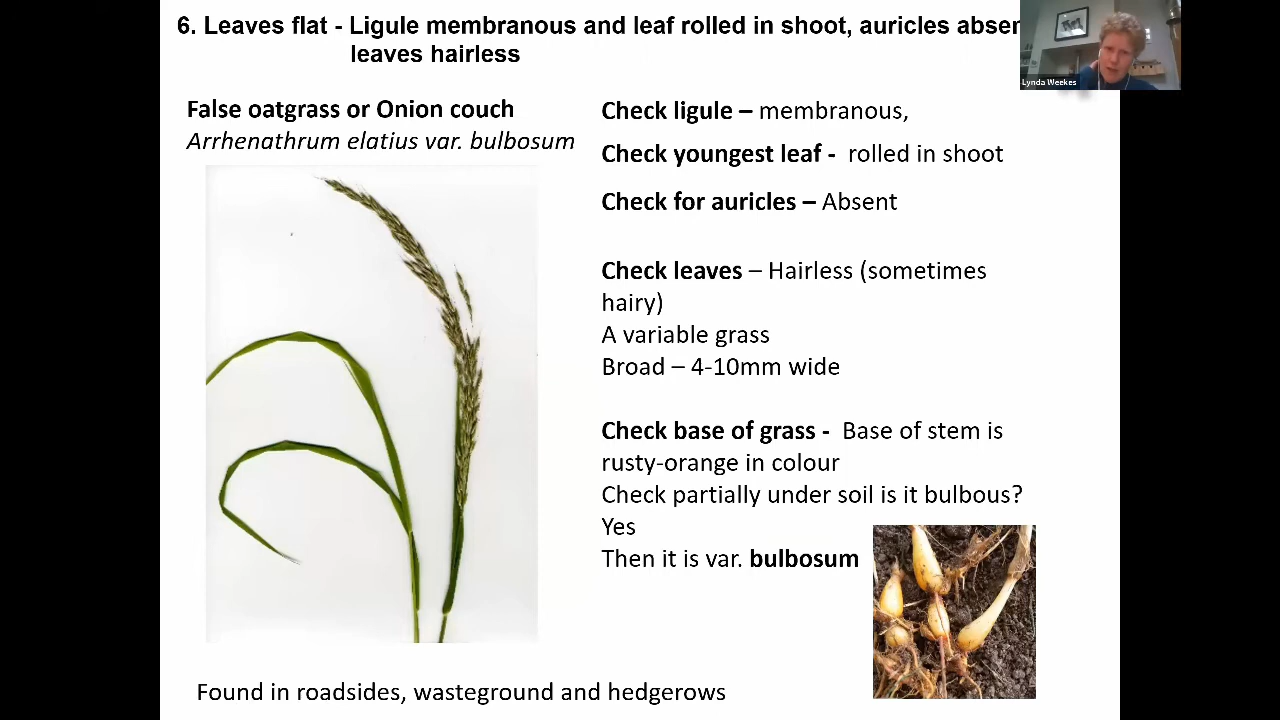 6. Leaves flat - Ligule membranous and leaf rolled in shoot, auricles
leaves hairless
Lynda Weekes
False oatgrass or Onion couch
Arrhenathrum elatius var. bulbosum
Check ligule – membranous,
Check youngest leaf - rolled in shoot
Check for auricles – Absent
Check leaves – Hairless (sometimes
hairy)
A variable grass
Broad – 4-10mm wide
Check base of grass - Base of stem is
rusty-orange in colour
Check partially under soil is it bulbous?
Yes
Then it is var. bulbosum
Found in roadsides, wasteground and hedgerows